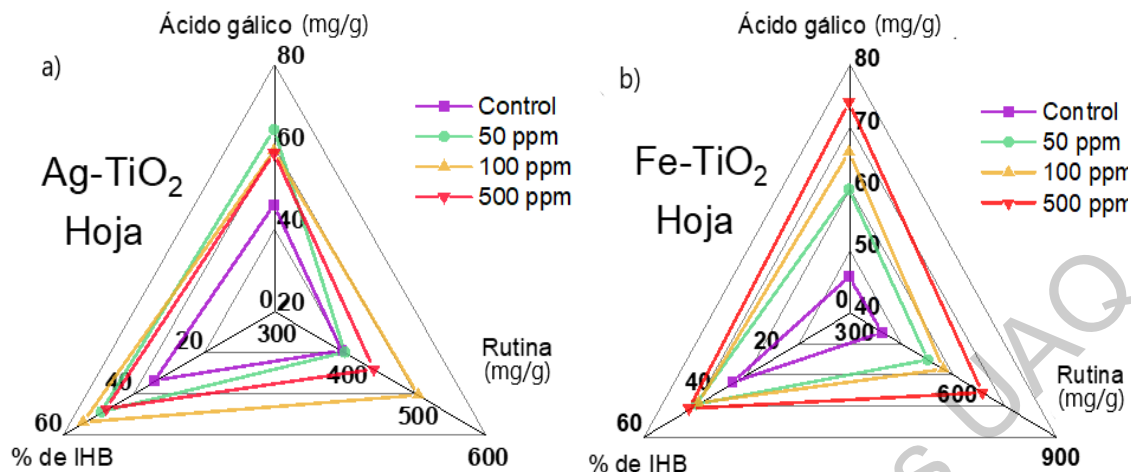 Ácido gálico (mg/g)
80
a)
Control
50 ppm
100 ppm
500 ppm
60
Ag-TiO2
Hoja
40
0 20
300
20
400
Rutina
(mg/g)
40
500
60
% de IHB
600
Ácido gálico (mg/g)
80
b)
Control
50 ppm
100 ppm
500 ppm
70
Fe-TiO2
Hoja
60
50
0 40
300
20
Rutina
(mg/g)
40
600
60
% de IHB
900
s UAQ